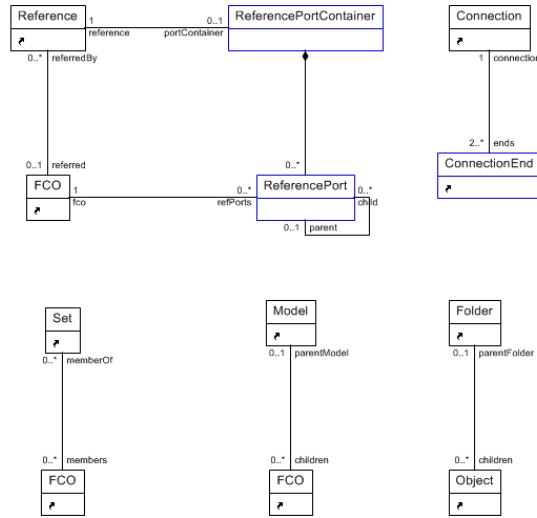 Reference 1 0..1 ReferencePortContainer Connection
reference portContainer
0..* referredBy 1 connection
0..1 referred 0..* 2..* ends
FCO 1 0..* ReferencePort 0..* ConnectionEnd
fco refPorts child
0..1 parent
Set Model Folder
0..* memberOf 0..1 parentModel 0..1 parentFolder
0..* members 0..* children 0..* children
FCO FCO Object